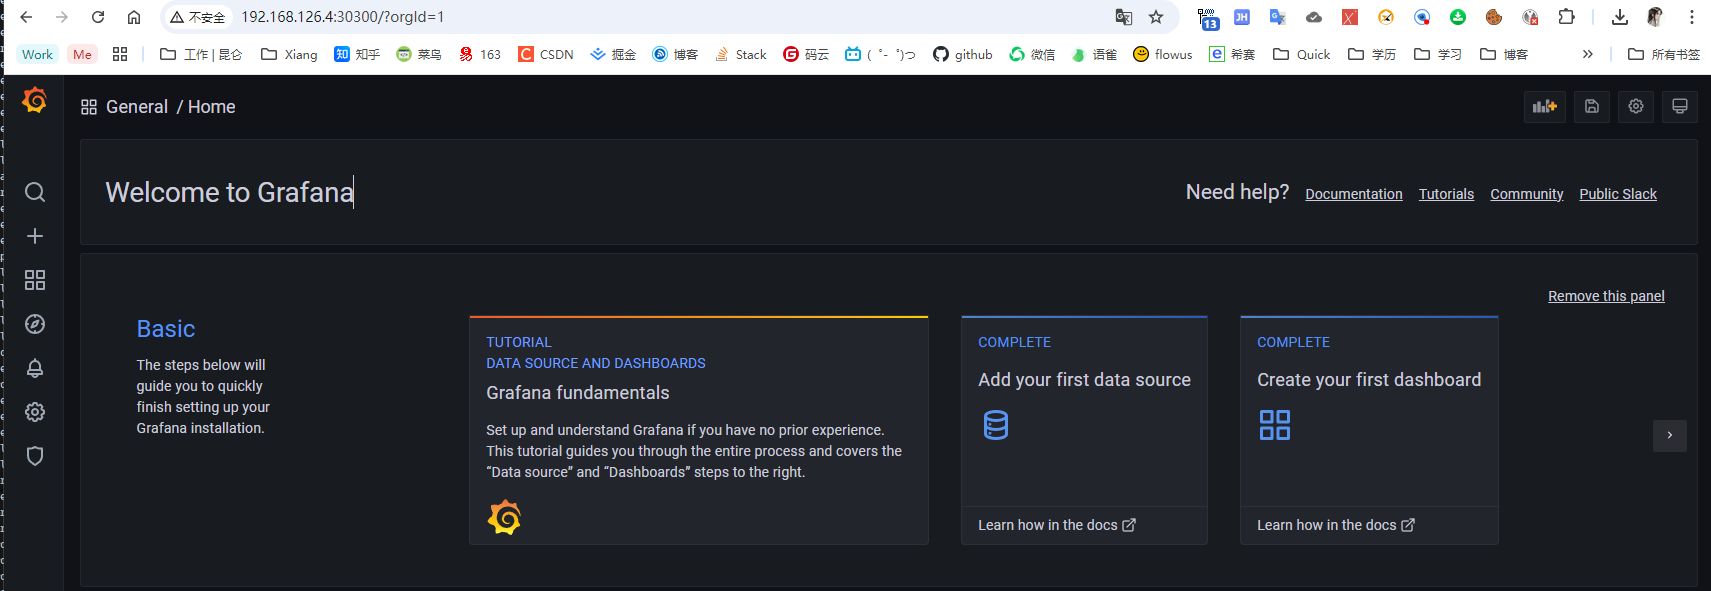 不安全 192.168.126.4:30300/?orgId=1
13 JH
Work Me 工作 | 昆仑 Xiang 知 知乎 菜鸟 163 C CSDN 掘金 博客 Stack G 码云 ( ゜- ゜)つ github 微信 语雀 flowus e 希赛 Quick 学历 学习 博客 » 所有书签
General / Home
Welcome to Grafana
Need help? Documentation Tutorials Community Public Slack
Remove this panel
Basic
The steps below will
guide you to quickly
finish setting up your
Grafana installation.
TUTORIAL
DATA SOURCE AND DASHBOARDS
Grafana fundamentals
Set up and understand Grafana if you have no prior experience.
This tutorial guides you through the entire process and covers the
“Data source” and “Dashboards” steps to the right.
COMPLETE
Add your first data source
Learn how in the docs
COMPLETE
Create your first dashboard
Learn how in the docs